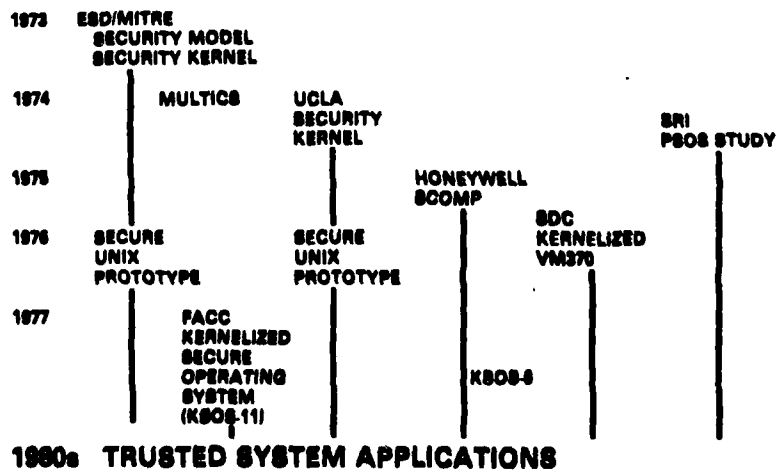 1973 ESD/MITRE
SECURITY MODEL
SECURITY KERNEL
1974 MULTICS UCLA
SECURITY
KERNEL
SRI
PSOS STUDY
1975 HONEYWELL
SCOMP
SDC
KERNELIZED
VM370
1976 SECURE SECURE
UNIX UNIX
PROTOTYPE PROTOTYPE
1977 FACC
KERNELIZED
SECURE
OPERATING
SYSTEM
(KSOS-11)
KSOS-6
1980s TRUSTED SYSTEM APPLICATIONS